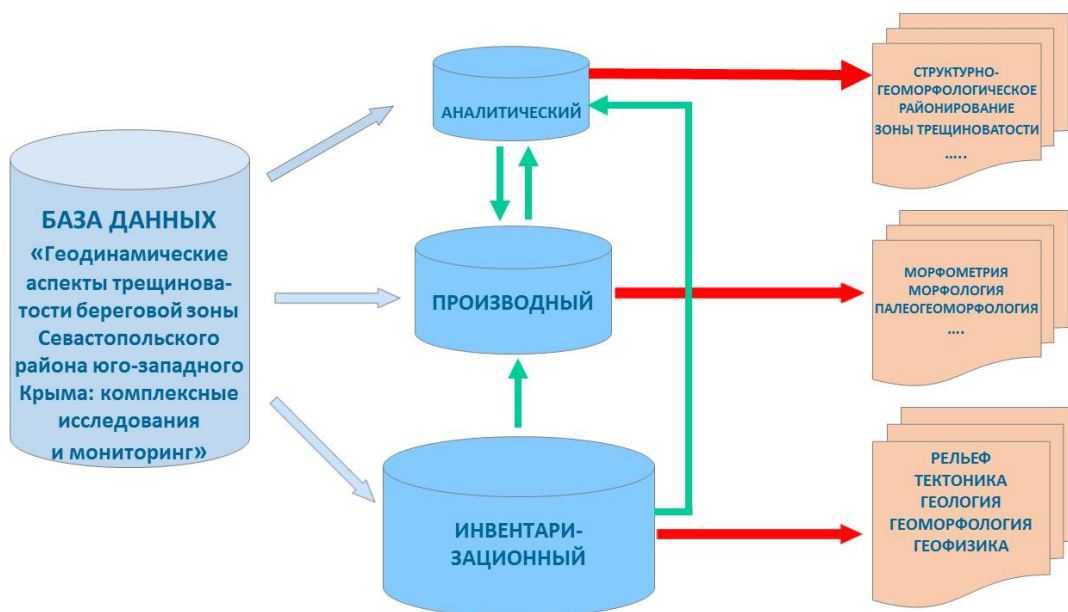 БАЗА ДАННЫХ
«Геодинамические
аспекты трещинова-
тости береговой зоны
Севастопольского
района юго-западного
Крыма: комплексные
исследования
и мониторинг»
АНАЛИТИЧЕСКИЙ
СТРУКТУРНО-
ГЕОМОРФОЛОГИЧЕСКОЕ
РАЙОНИРОВАНИЕ
ЗОНЫ ТРЕЩИНОВАТОСТИ
.....
ПРОИЗВОДНЫЙ
МОРФОМЕТРИЯ
МОРФОЛОГИЯ
ПАЛЕОГЕОМОРФОЛОГИЯ
....
ИНВЕНТАРИ-
ЗАЦИОННЫЙ
РЕЛЬЕФ
ТЕКТОНИКА
ГЕОЛОГИЯ
ГЕОМОРФОЛОГИЯ
ГЕОФИЗИКА